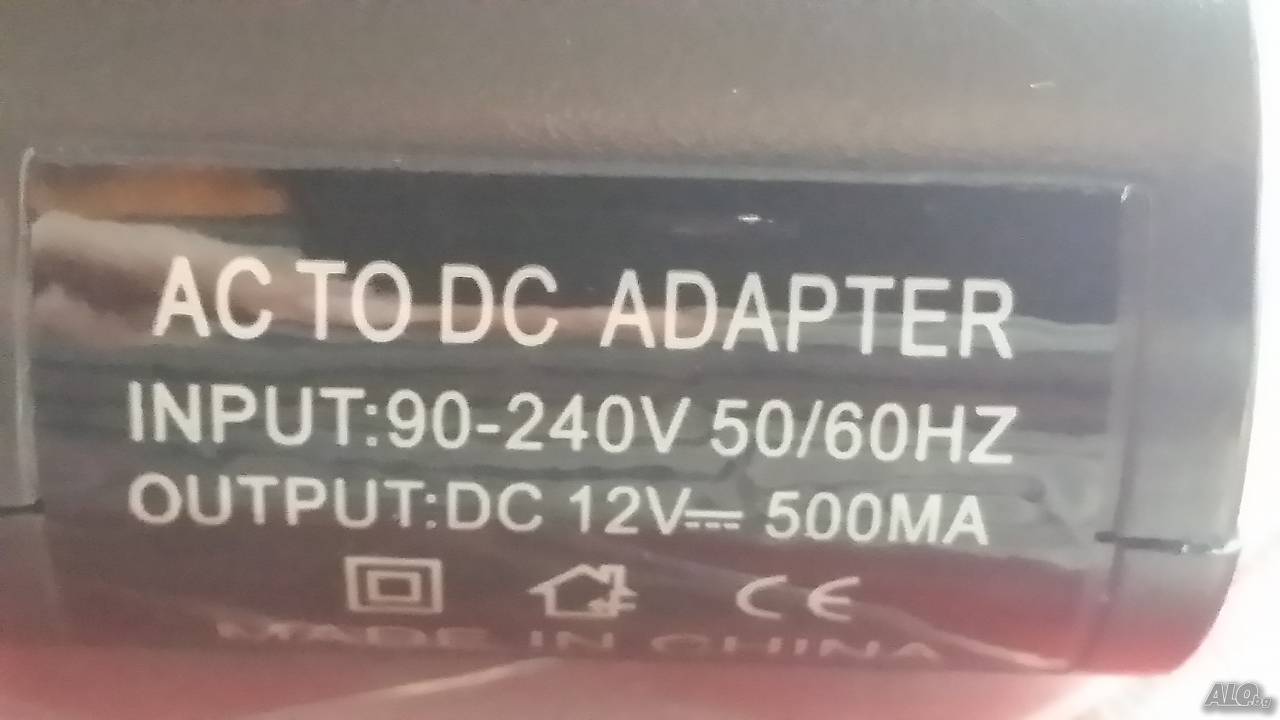 AC TO DC ADAPTER
INPUT:90-240V 50/60HZ
OUTPUT:DC 12V⎓ 500MA
CE
MADE IN CHINA
ALO.bg